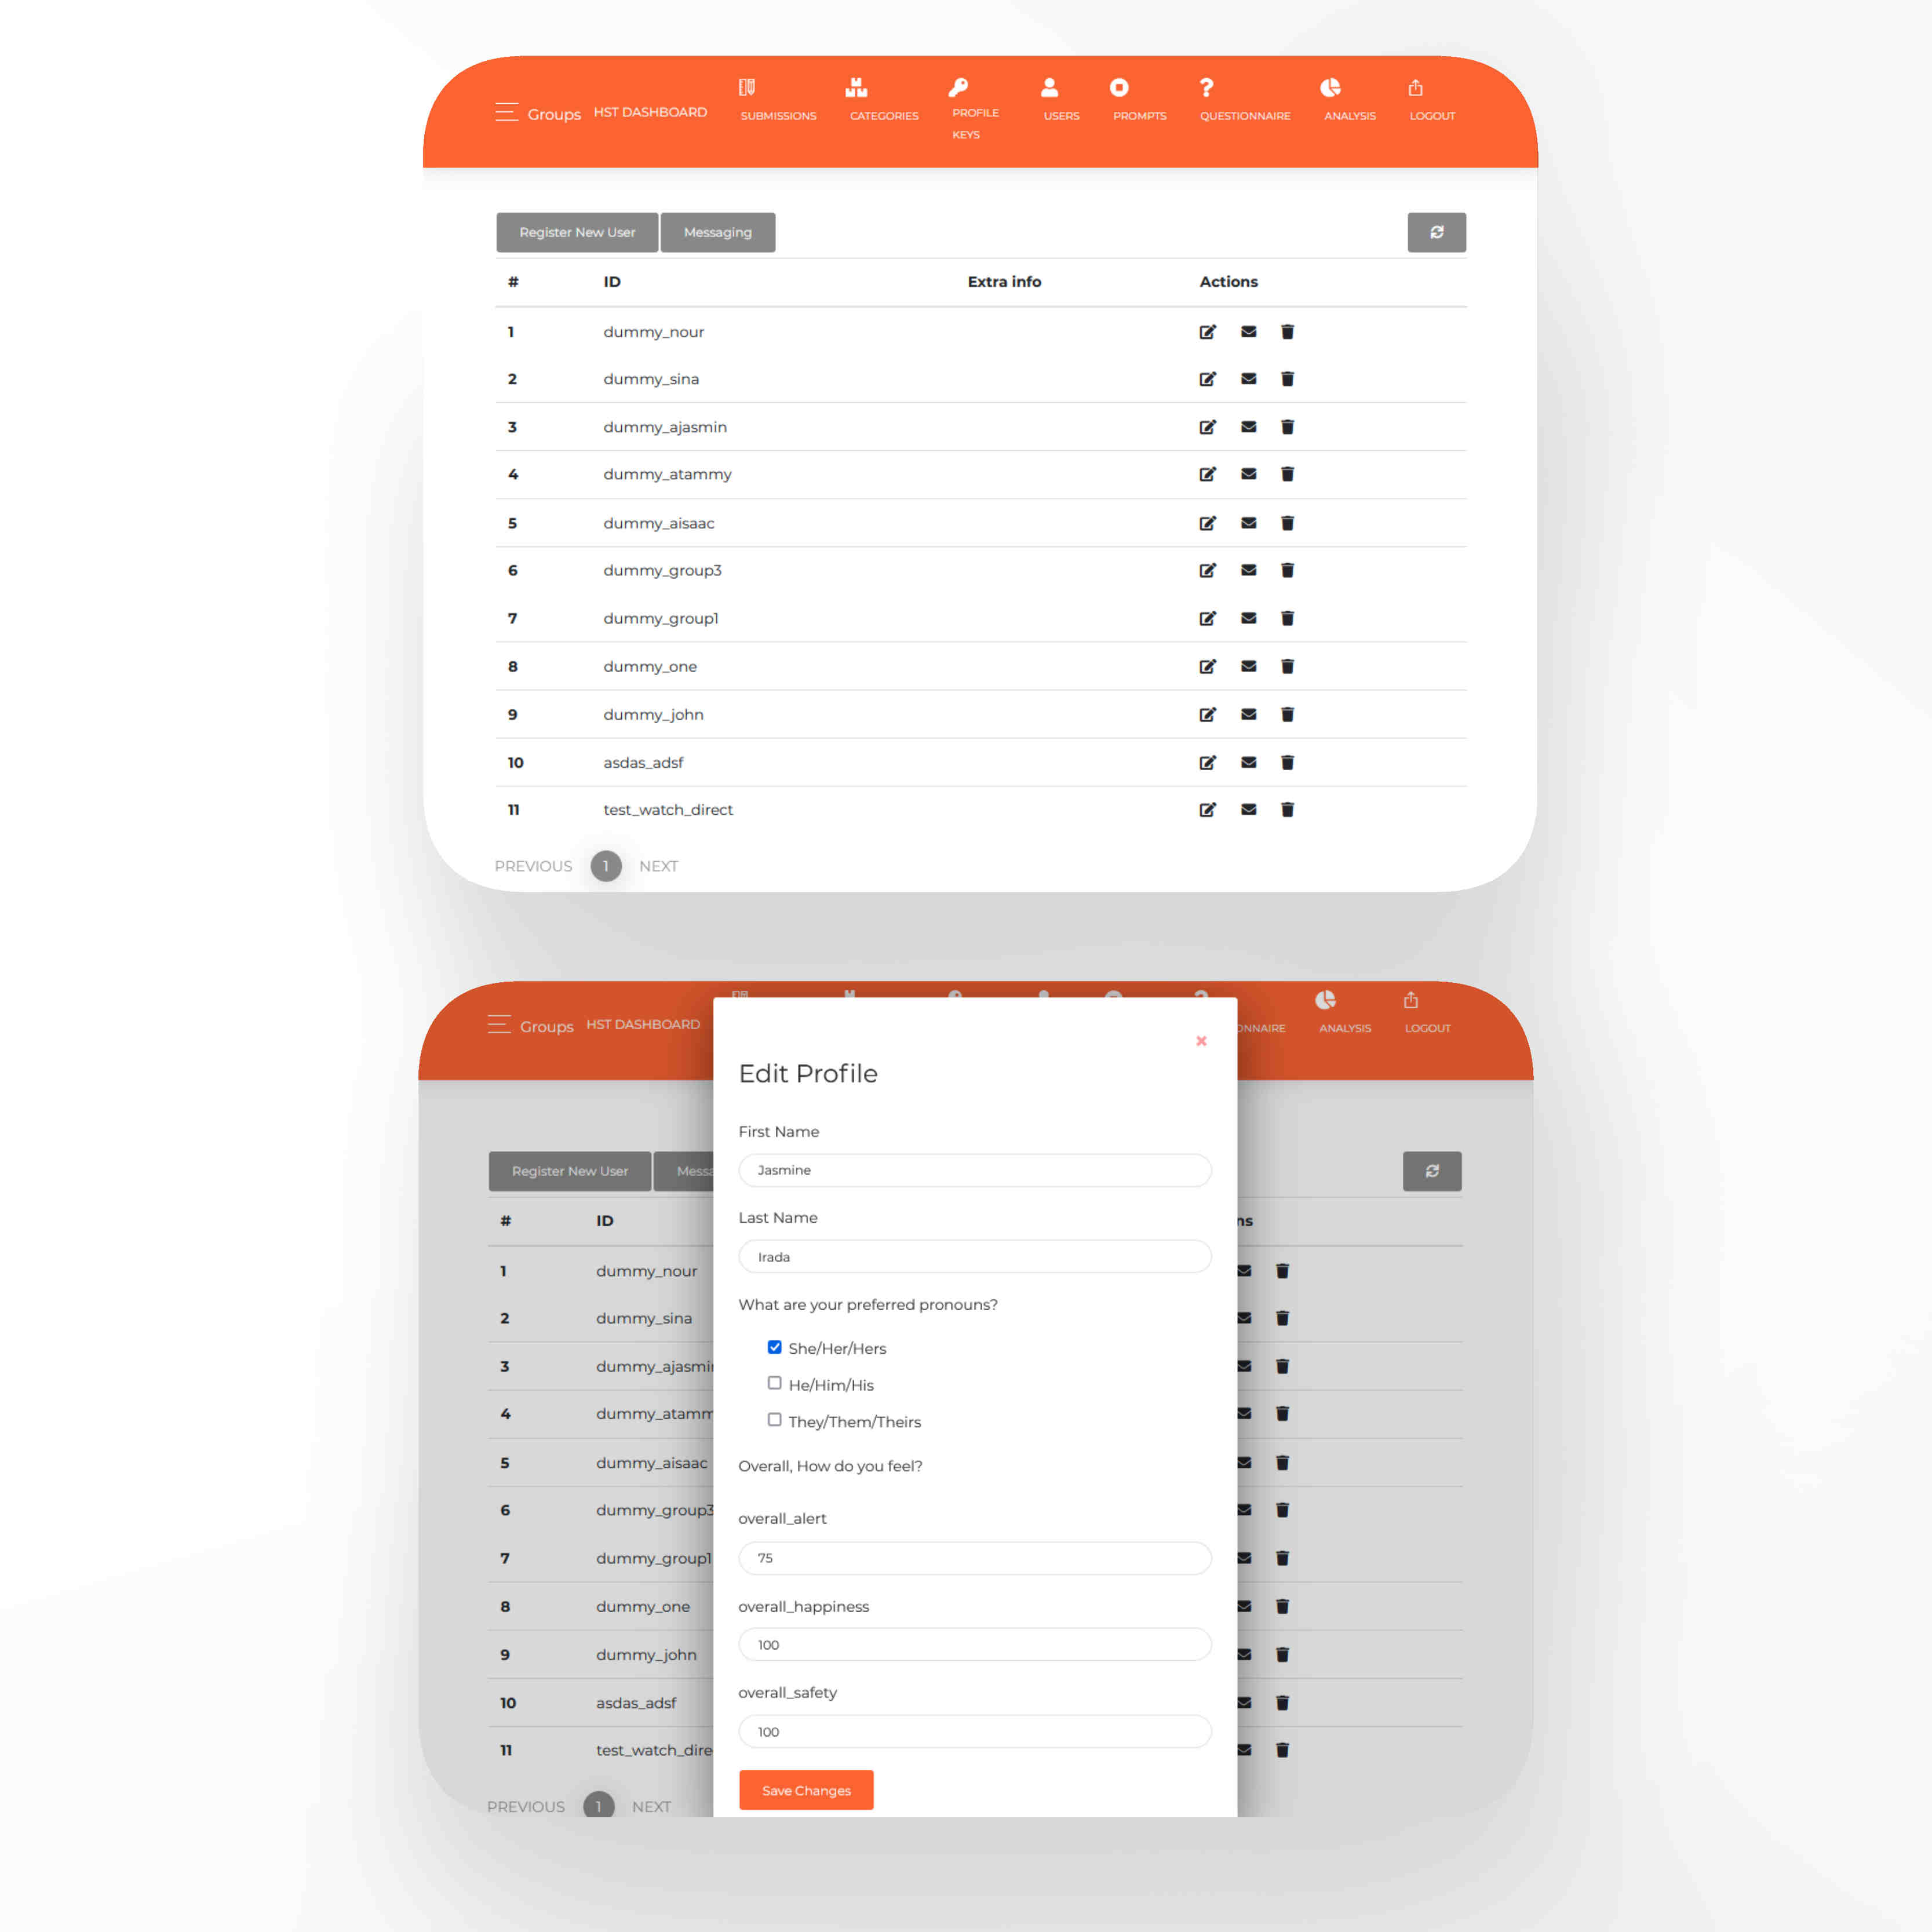 Groups HST DASHBOARD SUBMISSIONS CATEGORIES PROFILE KEYS USERS PROMPTS QUESTIONNAIRE ANALYSIS LOGOUT
Register New User Messaging
# ID Extra info Actions
1 dummy_nour
2 dummy_sina
3 dummy_ajasmin
4 dummy_atammy
5 dummy_aisaac
6 dummy_group3
7 dummy_group1
8 dummy_one
9 dummy_john
10 asdas_adsf
11 test_watch_direct
PREVIOUS 1 NEXT
Groups HST DASHBOARD ONNAIRE ANALYSIS LOGOUT
Register New User Messa
# ID ns
1 dummy_nour
2 dummy_sina
3 dummy_ajasmi
4 dummy_atamm
5 dummy_aisaac
6 dummy_group3
7 dummy_group1
8 dummy_one
9 dummy_john
10 asdas_adsf
11 test_watch_dire
PREVIOUS 1 NEXT
Edit Profile
First Name
Jasmine
Last Name
Irada
What are your preferred pronouns?
She/Her/Hers
He/Him/His
They/Them/Theirs
Overall, How do you feel?
overall_alert
75
overall_happiness
100
overall_safety
100
Save Changes